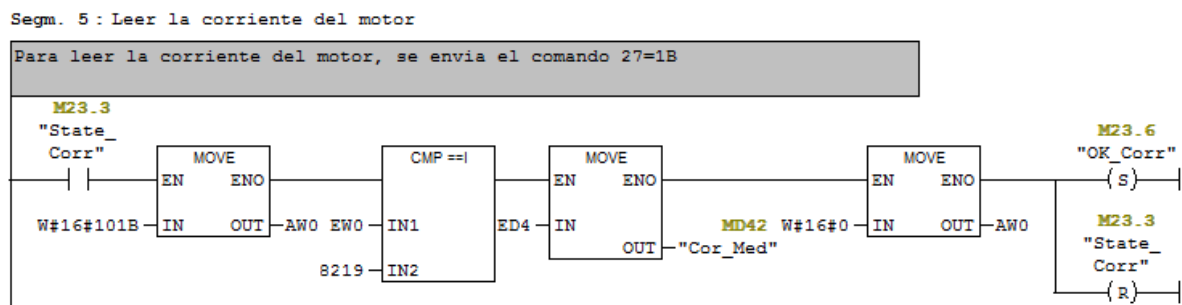 Segm. 5 : Leer la corriente del motor
Para leer la corriente del motor, se envia el comando 27=1B
M23.3
"State_
Corr"
MOVE
EN ENO
W#16#101B IN OUT AW0
CMP ==I
EW0 IN1
8219 IN2
MOVE
EN ENO
ED4 IN
MD42
OUT "Cor_Med"
MOVE
EN ENO
W#16#0 IN OUT AW0
M23.6
"OK_Corr"
S
M23.3
"State_
Corr"
R